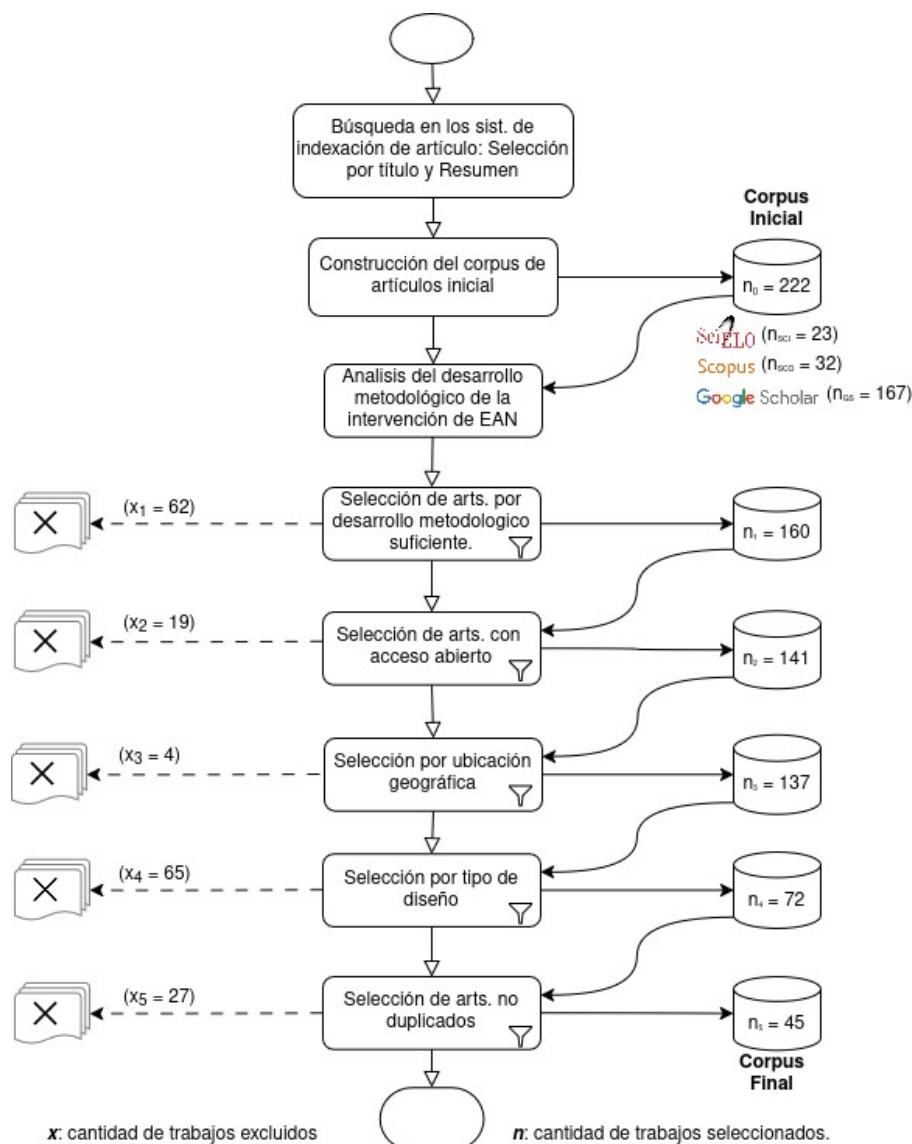 Búsqueda en los sist. de
indexación de artículo: Selección
por título y Resumen
Corpus
Inicial
Construcción del corpus de
artículos inicial
n₀ = 222
SciELO (nSCI = 23)
Scopus (nSCO = 32)
Google Scholar (nGS = 167)
Analisis del desarrollo
metodológico de la
intervención de EAN
(x₁ = 62)
Selección de arts. por
desarrollo metodologico
suficiente.
n₁ = 160
(x₂ = 19)
Selección de arts. con
acceso abierto
n₂ = 141
(x₃ = 4)
Selección por ubicación
geográfica
n₃ = 137
(x₄ = 65)
Selección por tipo de
diseño
n₄ = 72
(x₅ = 27)
Selección de arts. no
duplicados
n₅ = 45
Corpus
Final
x: cantidad de trabajos excluidos
n: cantidad de trabajos seleccionados.